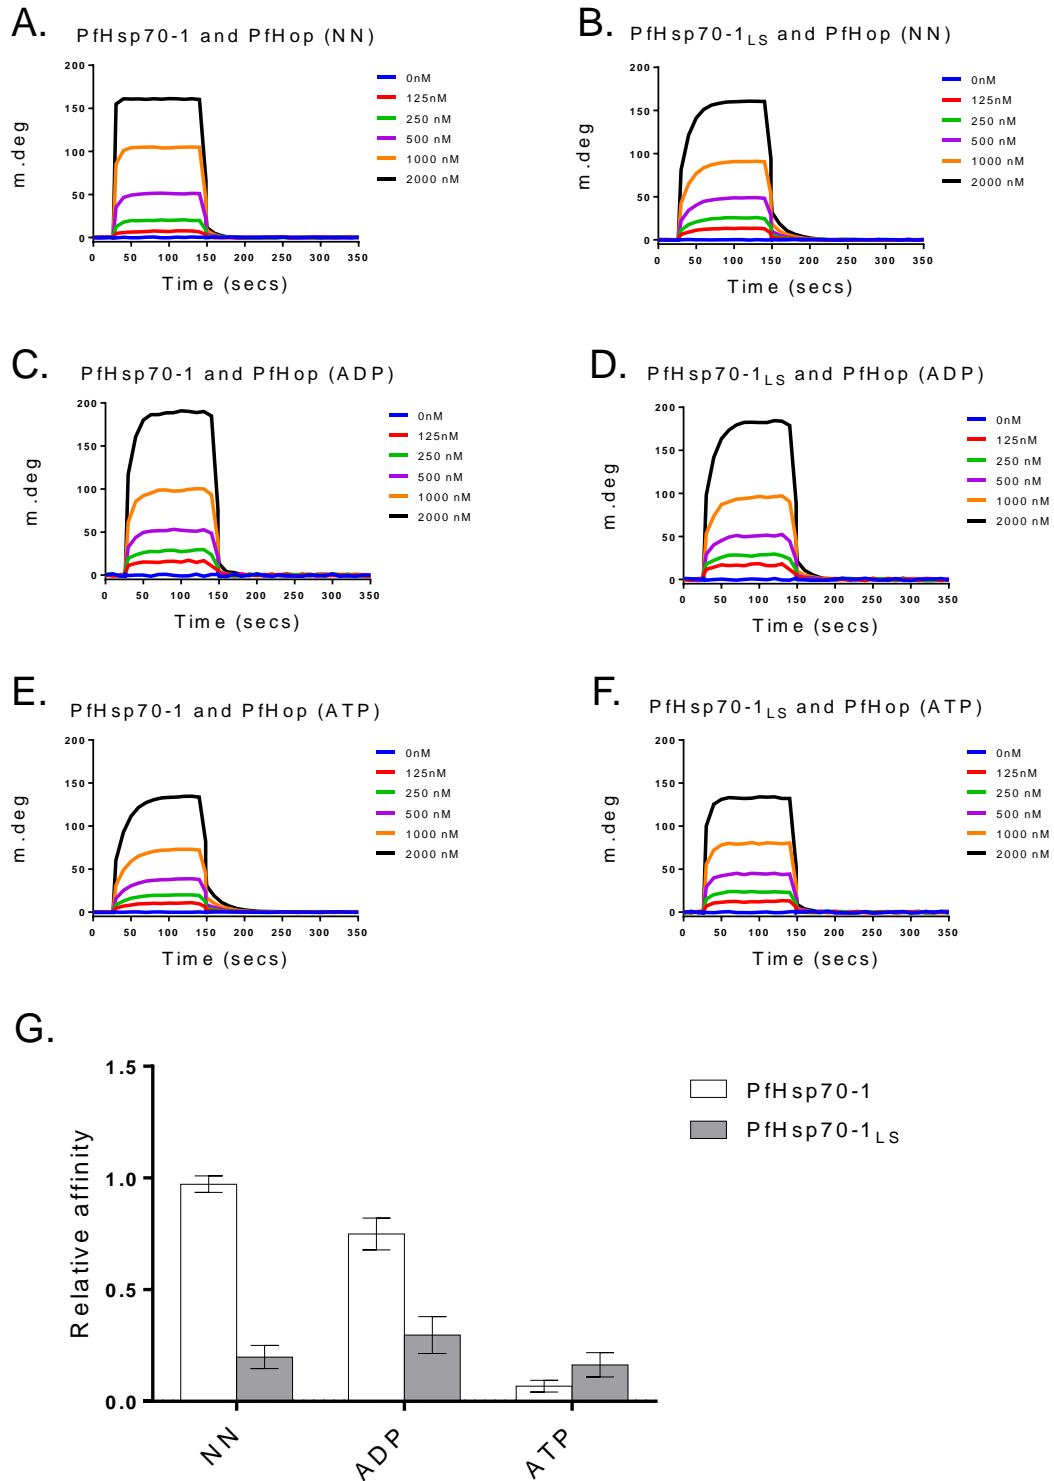 A.
PfHsp70-1 and PfHop (NN)
200
150
100
50
0
m.deg
0 50 100 150 200 250 300 350
Time (secs)
0nM
125nM
250 nM
500 nM
1000 nM
2000 nM
B.
PfHsp70-1LS and PfHop (NN)
200
150
100
50
0
m.deg
0 50 100 150 200 250 300 350
Time (secs)
0nM
125nM
250 nM
500 nM
1000 nM
2000 nM
C.
PfHsp70-1 and PfHop (ADP)
200
150
100
50
0
m.deg
0 50 100 150 200 250 300 350
Time (secs)
0nM
125nM
250 nM
500 nM
1000 nM
2000 nM
D.
PfHsp70-1LS and PfHop (ADP)
200
150
100
50
0
m.deg
0 50 100 150 200 250 300 350
Time (secs)
0nM
125nM
250 nM
500 nM
1000 nM
2000 nM
E.
PfHsp70-1 and PfHop (ATP)
200
150
100
50
0
m.deg
0 50 100 150 200 250 300 350
Time (secs)
0nM
125nM
250 nM
500 nM
1000 nM
2000 nM
F.
PfHsp70-1LS and PfHop (ATP)
200
150
100
50
0
m.deg
0 50 100 150 200 250 300 350
Time (secs)
0nM
125nM
250 nM
500 nM
1000 nM
2000 nM
G.
1.5
1.0
0.5
0.0
Relative affinity
NN ADP ATP
PfHsp70-1
PfHsp70-1LS